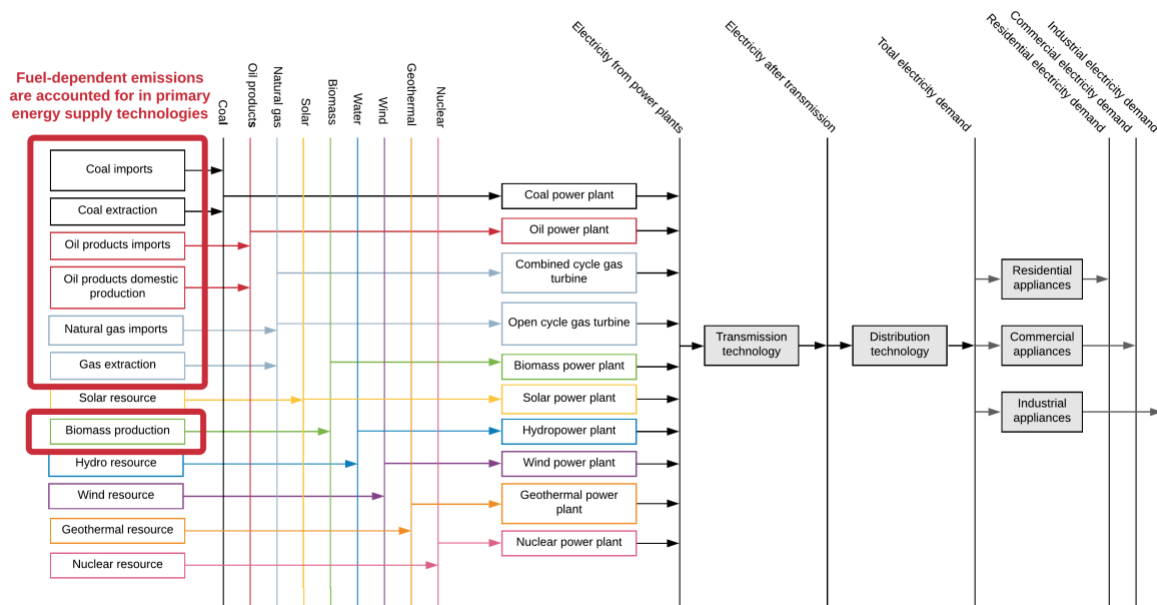 Fuel-dependent emissions
are accounted for in primary
energy supply technologies
Coal
Oil products
Natural gas
Solar
Biomass
Water
Wind
Geothermal
Nuclear
Electricity from power plants
Electricity after transmission
Total electricity demand
Residential electricity demand
Commercial electricity demand
Industrial electricity demand
Coal imports
Coal extraction
Oil products imports
Oil products domestic
production
Natural gas imports
Gas extraction
Solar resource
Biomass production
Hydro resource
Wind resource
Geothermal resource
Nuclear resource
Coal power plant
Oil power plant
Combined cycle gas
turbine
Open cycle gas turbine
Biomass power plant
Solar power plant
Hydropower plant
Wind power plant
Geothermal power
plant
Nuclear power plant
Transmission
technology
Distribution
technology
Residential
appliances
Commercial
appliances
Industrial
appliances